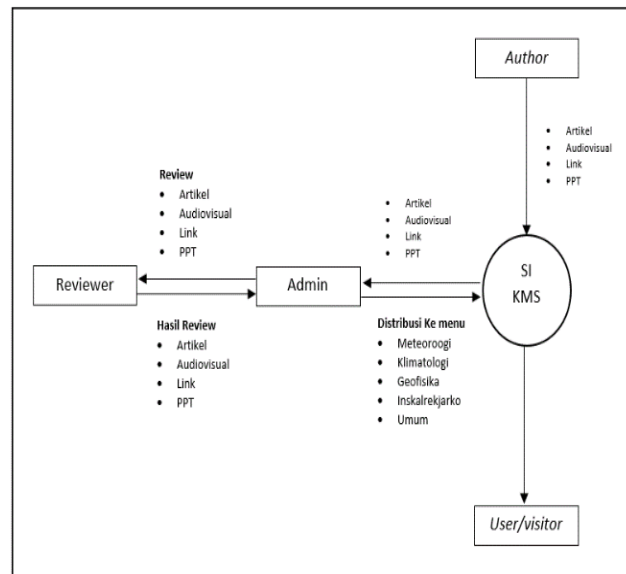 Author
• Artikel
• Audiovisual
• Link
• PPT
Review
• Artikel
• Audiovisual
• Link
• PPT
• Artikel
• Audiovisual
• Link
• PPT
Reviewer
Admin
SI
KMS
Hasil Review
• Artikel
• Audiovisual
• Link
• PPT
Distribusi Ke menu
• Meteoroogi
• Klimatologi
• Geofisika
• Inskalrekjarko
• Umum
User/visitor